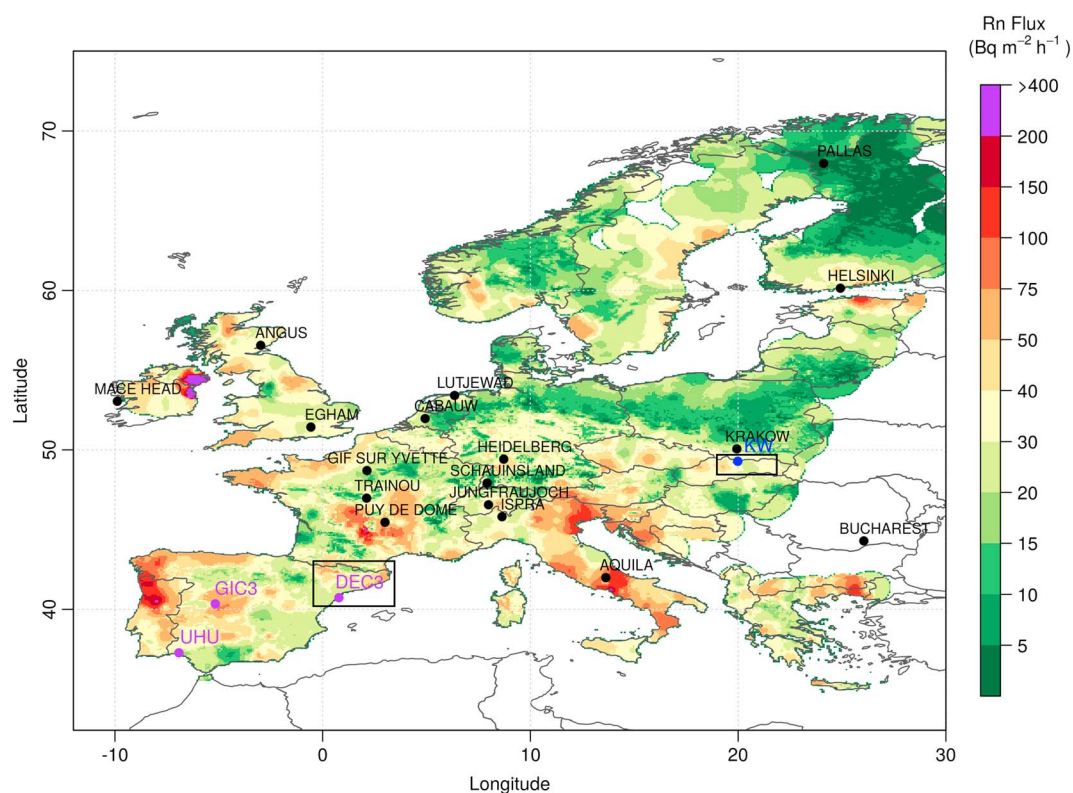 Rn Flux
(Bq m⁻² h⁻¹)
>400
70
PALLAS
200
150
100
HELSINKI
60
75
ANGUS
50
MACE HEAD
LUTJEWAD
CABAUW
40
EGHAM
KRAKOW
KW
50
HEIDELBERG
30
GIF SUR YVETTE
SCHAUINSLAND
TRAINOU
JUNGFRAUJOCH
20
PUY DE DOME
ISPRA
BUCHAREST
AQUILA
10
GIC3
DEC3
40
UHU
5
Latitude
-10
0
10
20
30
Longitude